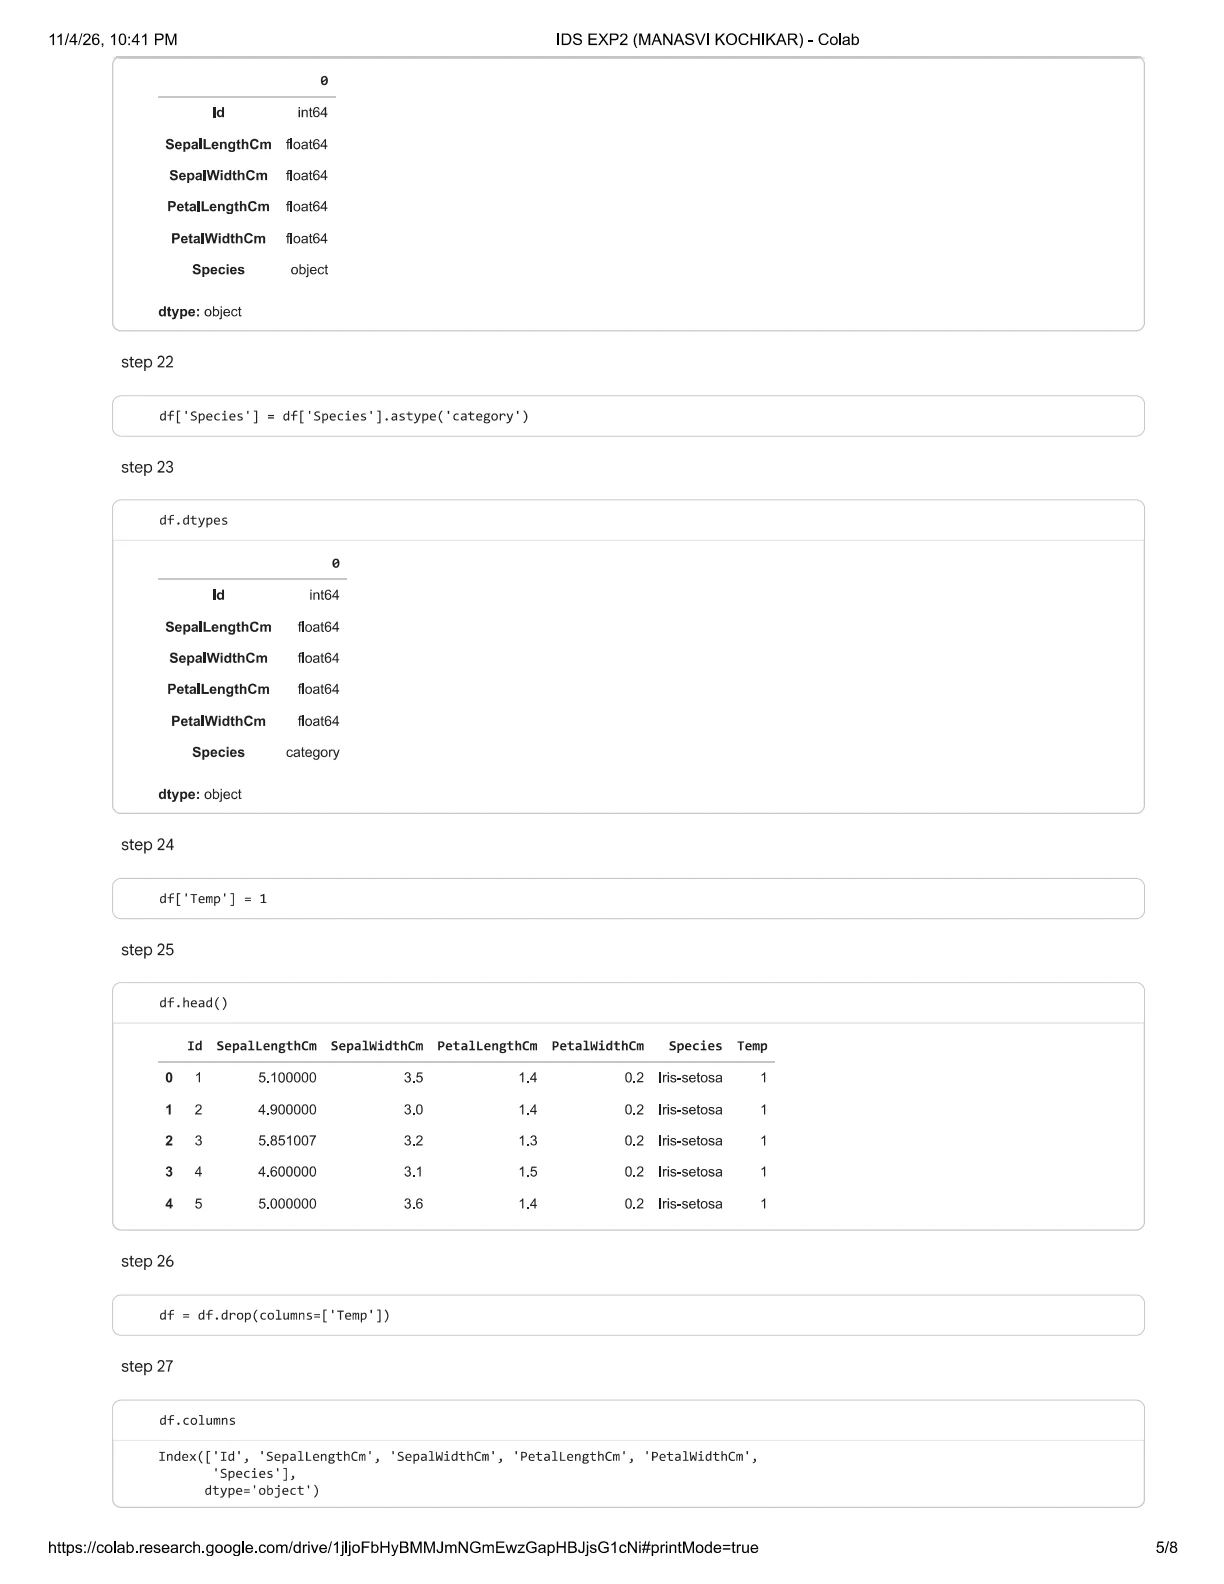 11/4/26, 10:41 PM IDS EXP2 (MANASVI KOCHIKAR) - Colab
0
Id int64
SepalLengthCm float64
SepalWidthCm float64
PetalLengthCm float64
PetalWidthCm float64
Species object
dtype: object
step 22
df['Species'] = df['Species'].astype('category')
step 23
df.dtypes
0
Id int64
SepalLengthCm float64
SepalWidthCm float64
PetalLengthCm float64
PetalWidthCm float64
Species category
dtype: object
step 24
df['Temp'] = 1
step 25
df.head()
Id SepalLengthCm SepalWidthCm PetalLengthCm PetalWidthCm Species Temp
0 1 5.100000 3.5 1.4 0.2 Iris-setosa 1
1 2 4.900000 3.0 1.4 0.2 Iris-setosa 1
2 3 5.851007 3.2 1.3 0.2 Iris-setosa 1
3 4 4.600000 3.1 1.5 0.2 Iris-setosa 1
4 5 5.000000 3.6 1.4 0.2 Iris-setosa 1
step 26
df = df.drop(columns=['Temp'])
step 27
df.columns
Index(['Id', 'SepalLengthCm', 'SepalWidthCm', 'PetalLengthCm', 'PetalWidthCm',
'Species'],
dtype='object')
https://colab.research.google.com/drive/1jIjoFbHyBMMJmNGmEwzGapHBJjsG1cNi#printMode=true 5/8